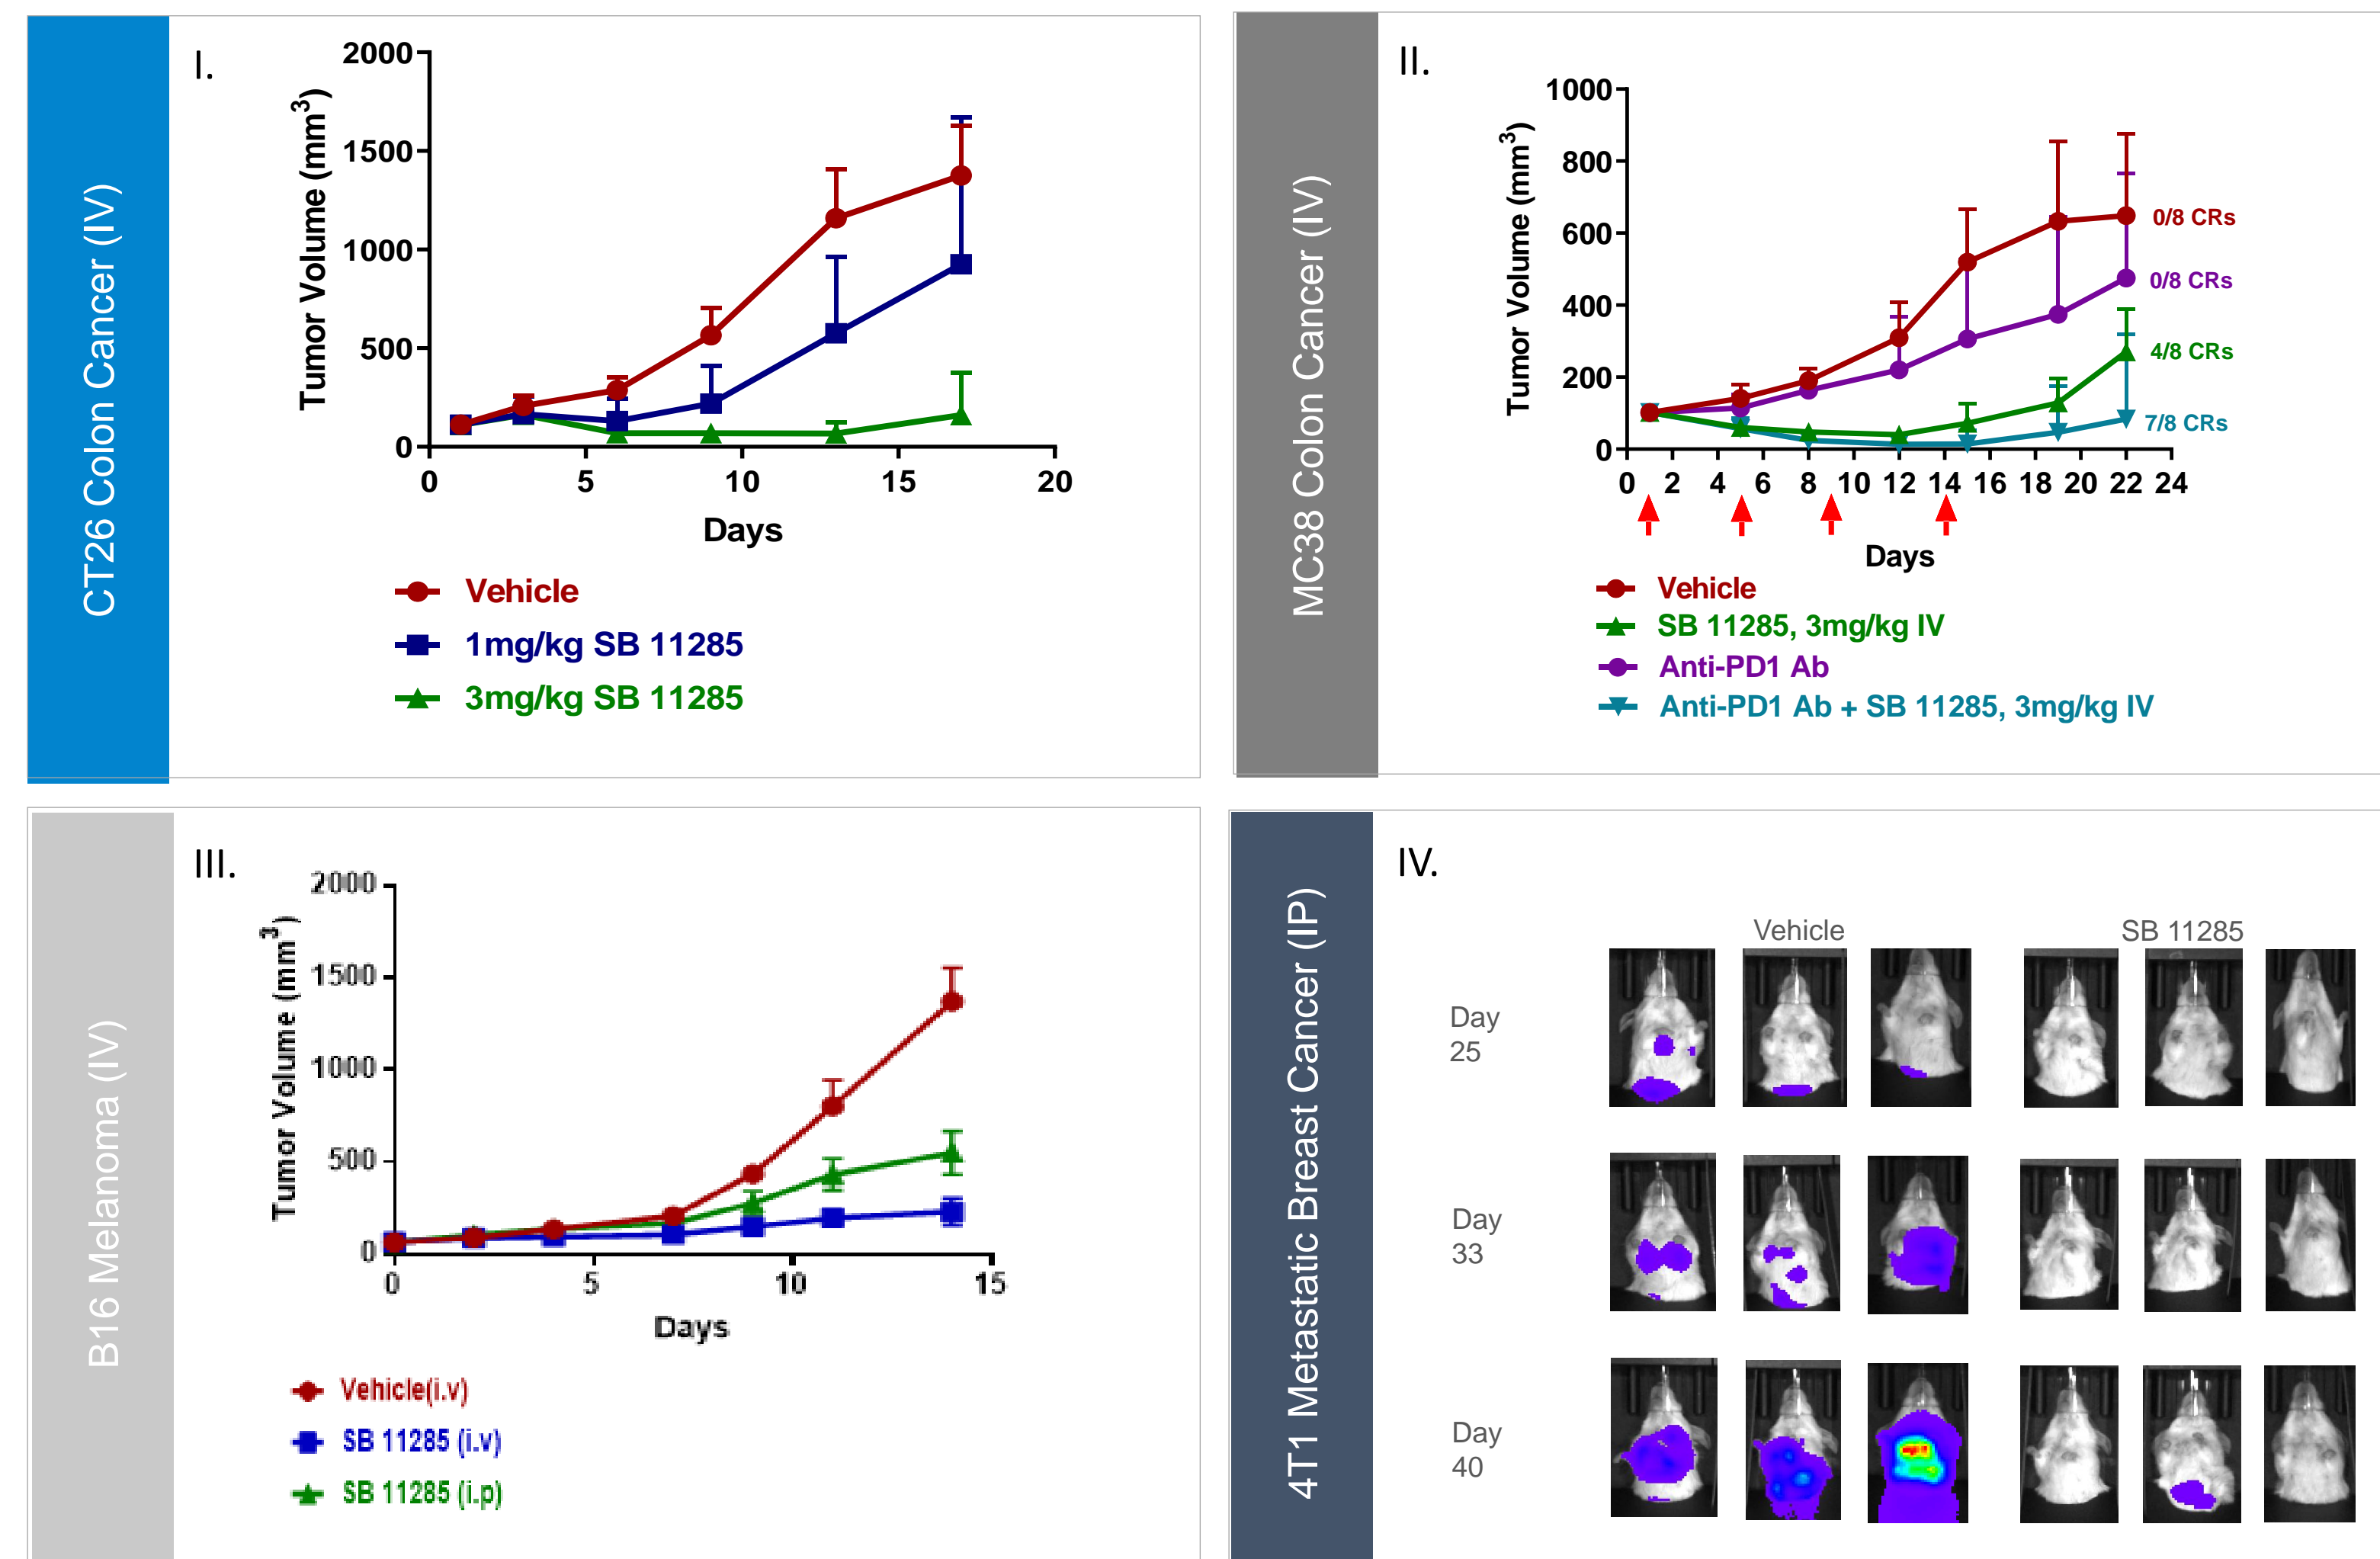 CT26 Colon Cancer (IV)
I.
Tumor Volume (mm³)
2000
1500
1000
500
0
0 5 10 15 20
Days
Vehicle
1mg/kg SB 11285
3mg/kg SB 11285
MC38 Colon Cancer (IV)
II.
Tumor Volume (mm³)
1000
800
600
400
200
0
0/8 CRs
0/8 CRs
4/8 CRs
7/8 CRs
0 2 4 6 8 10 12 14 16 18 20 22 24
Days
Vehicle
SB 11285, 3mg/kg IV
Anti-PD1 Ab
Anti-PD1 Ab + SB 11285, 3mg/kg IV
B16 Melanoma (IV)
III.
Tumor Volume (mm³)
2000
1500
1000
500
0
0 5 10 15
Days
Vehicle(i.v)
SB 11285 (i.v)
SB 11285 (i.p)
4T1 Metastatic Breast Cancer (IP)
IV.
Vehicle SB 11285
Day
25
Day
33
Day
40